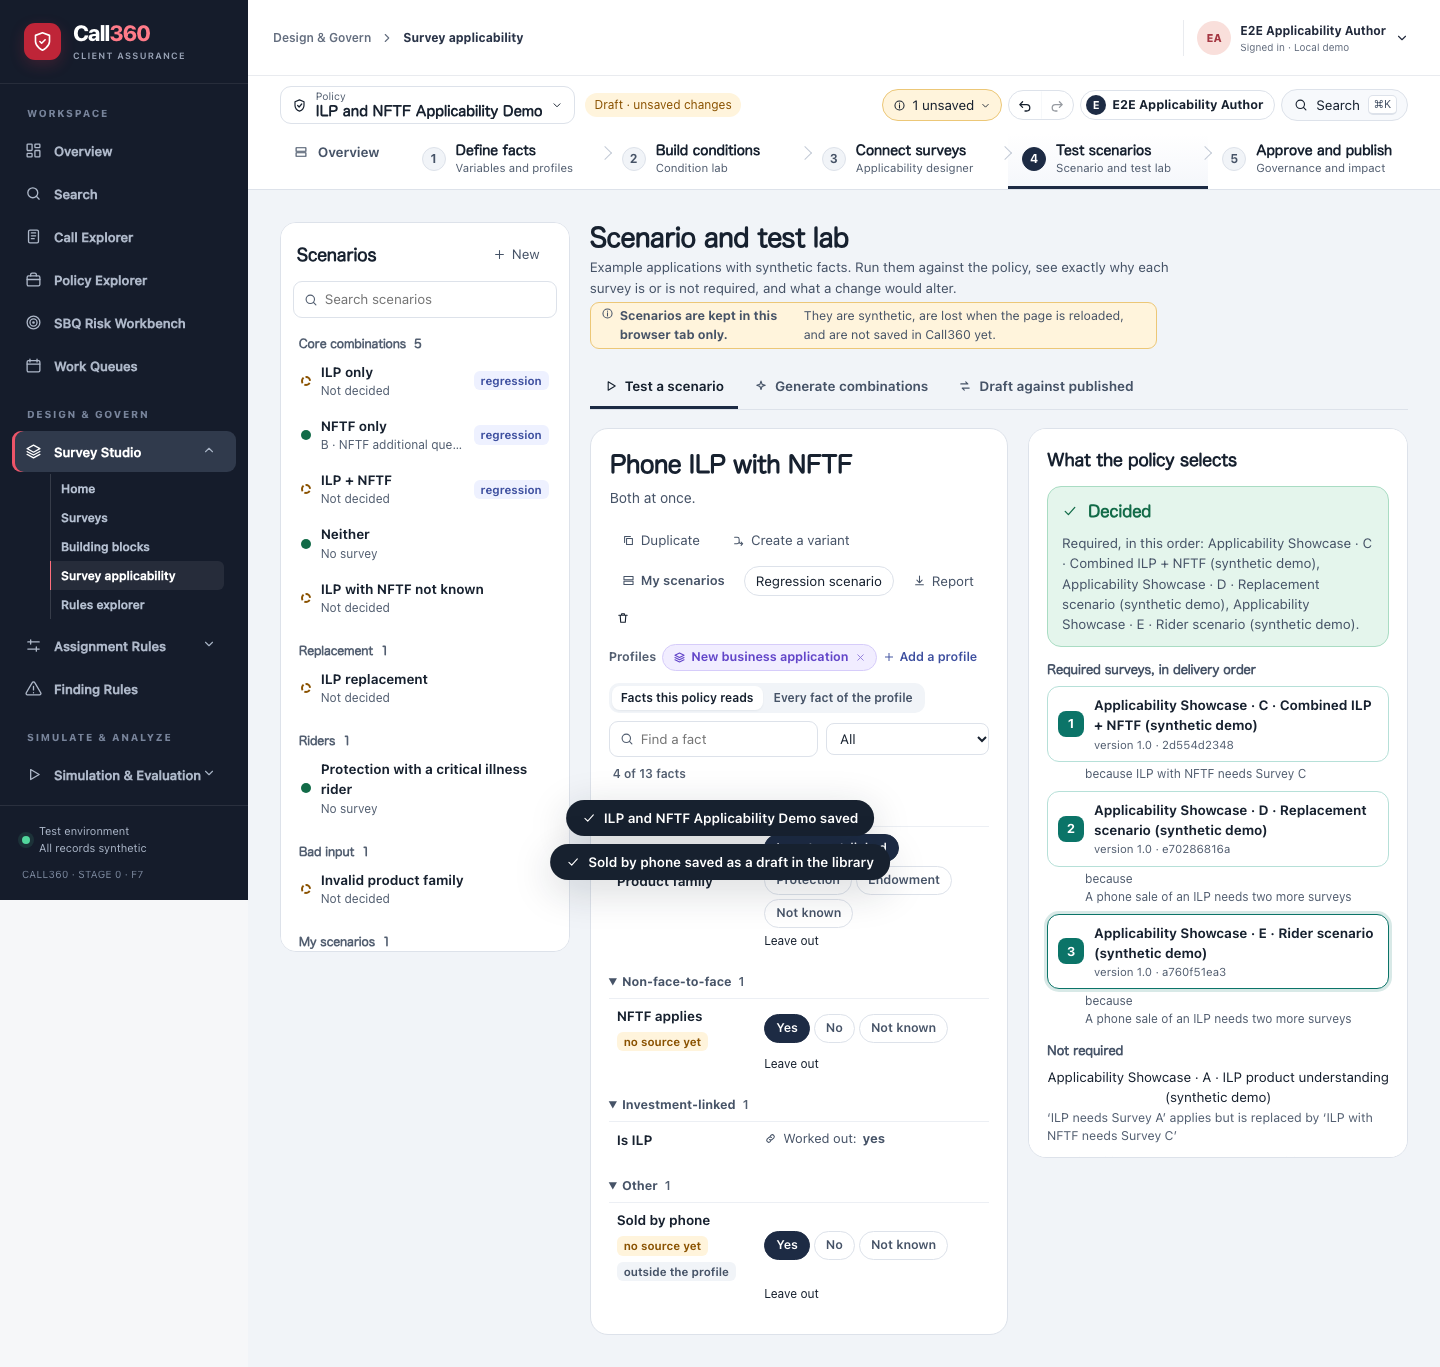 Call360
CLIENT ASSURANCE
WORKSPACE
Overview
Search
Call Explorer
Policy Explorer
SBQ Risk Workbench
Work Queues
DESIGN & GOVERN
Survey Studio
Home
Surveys
Building blocks
Survey applicability
Rules explorer
Assignment Rules
Finding Rules
SIMULATE & ANALYZE
Simulation & Evaluation
Test environment
All records synthetic
CALL360 · STAGE 0 · F7
Design & Govern
Survey applicability
EA
E2E Applicability Author
Signed in · Local demo
Policy
ILP and NFTF Applicability Demo
Draft · unsaved changes
1 unsaved
E
E2E Applicability Author
Search
⌘K
Overview
1
Define facts
Variables and profiles
2
Build conditions
Condition lab
3
Connect surveys
Applicability designer
4
Test scenarios
Scenario and test lab
5
Approve and publish
Governance and impact
Scenarios
New
Search scenarios
Core combinations 5
ILP only
Not decided
regression
NFTF only
B · NFTF additional que...
regression
ILP + NFTF
Not decided
regression
Neither
No survey
ILP with NFTF not known
Not decided
Replacement 1
ILP replacement
Not decided
Riders 1
Protection with a critical illness
rider
No survey
Bad input 1
Invalid product family
Not decided
My scenarios 1
Scenario and test lab
Example applications with synthetic facts. Run them against the policy, see exactly why each
survey is or is not required, and what a change would alter.
Scenarios are kept in this
browser tab only.
They are synthetic, are lost when the page is reloaded,
and are not saved in Call360 yet.
Test a scenario
Generate combinations
Draft against published
Phone ILP with NFTF
Both at once.
Duplicate
Create a variant
My scenarios
Regression scenario
Report
Profiles
New business application
Add a profile
Facts this policy reads
Every fact of the profile
Find a fact
All
4 of 13 facts
ILP and NFTF Applicability Demo saved
Sold by phone saved as a draft in the library
Product family
Protection
Endowment
Not known
Leave out
Non-face-to-face 1
NFTF applies
no source yet
Yes
No
Not known
Leave out
Investment-linked 1
Is ILP
Worked out: yes
Other 1
Sold by phone
no source yet
outside the profile
Yes
No
Not known
Leave out
What the policy selects
Decided
Required, in this order: Applicability Showcase · C
· Combined ILP + NFTF (synthetic demo),
Applicability Showcase · D · Replacement
scenario (synthetic demo), Applicability
Showcase · E · Rider scenario (synthetic demo).
Required surveys, in delivery order
1
Applicability Showcase · C · Combined ILP
+ NFTF (synthetic demo)
version 1.0 · 2d554d2348
because ILP with NFTF needs Survey C
2
Applicability Showcase · D · Replacement
scenario (synthetic demo)
version 1.0 · e70286816a
because
A phone sale of an ILP needs two more surveys
3
Applicability Showcase · E · Rider scenario
(synthetic demo)
version 1.0 · a760f51ea3
because
A phone sale of an ILP needs two more surveys
Not required
Applicability Showcase · A · ILP product understanding
(synthetic demo)
‘ILP needs Survey A’ applies but is replaced by ‘ILP with
NFTF needs Survey C’